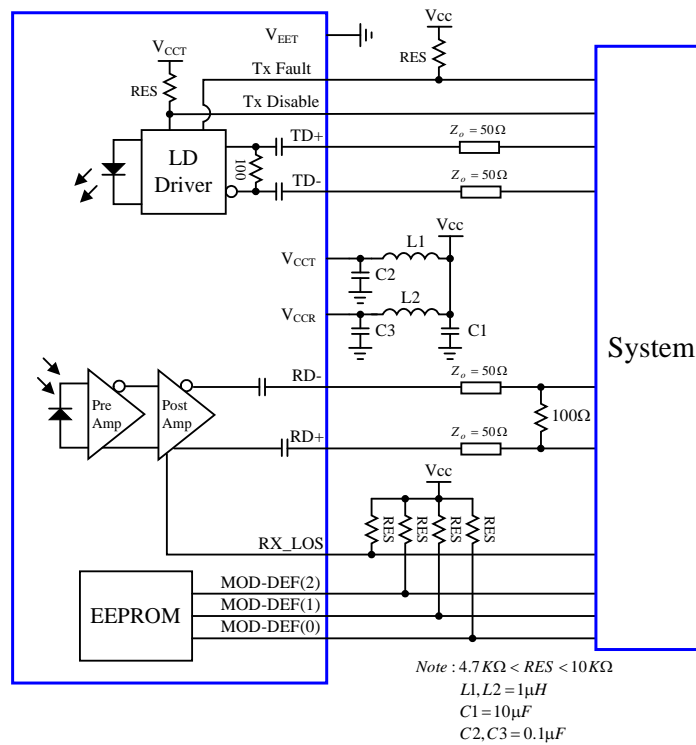 Vcc
V_EET
V_CCT
Tx Fault
RES
RES
Tx Disable
TD+
Z_o = 50Ω
LD
Driver
100
TD-
Z_o = 50Ω
Vcc
L1
V_CCT
C2
L2
V_CCR
C3
C1
System
RD-
Z_o = 50Ω
Pre
Amp
Post
Amp
100Ω
RD+
Z_o = 50Ω
Vcc
RES
RES
RES
RES
RX_LOS
MOD-DEF(2)
EEPROM
MOD-DEF(1)
MOD-DEF(0)
Note : 4.7KΩ < RES < 10KΩ
L1, L2 = 1μH
C1 = 10μF
C2, C3 = 0.1μF